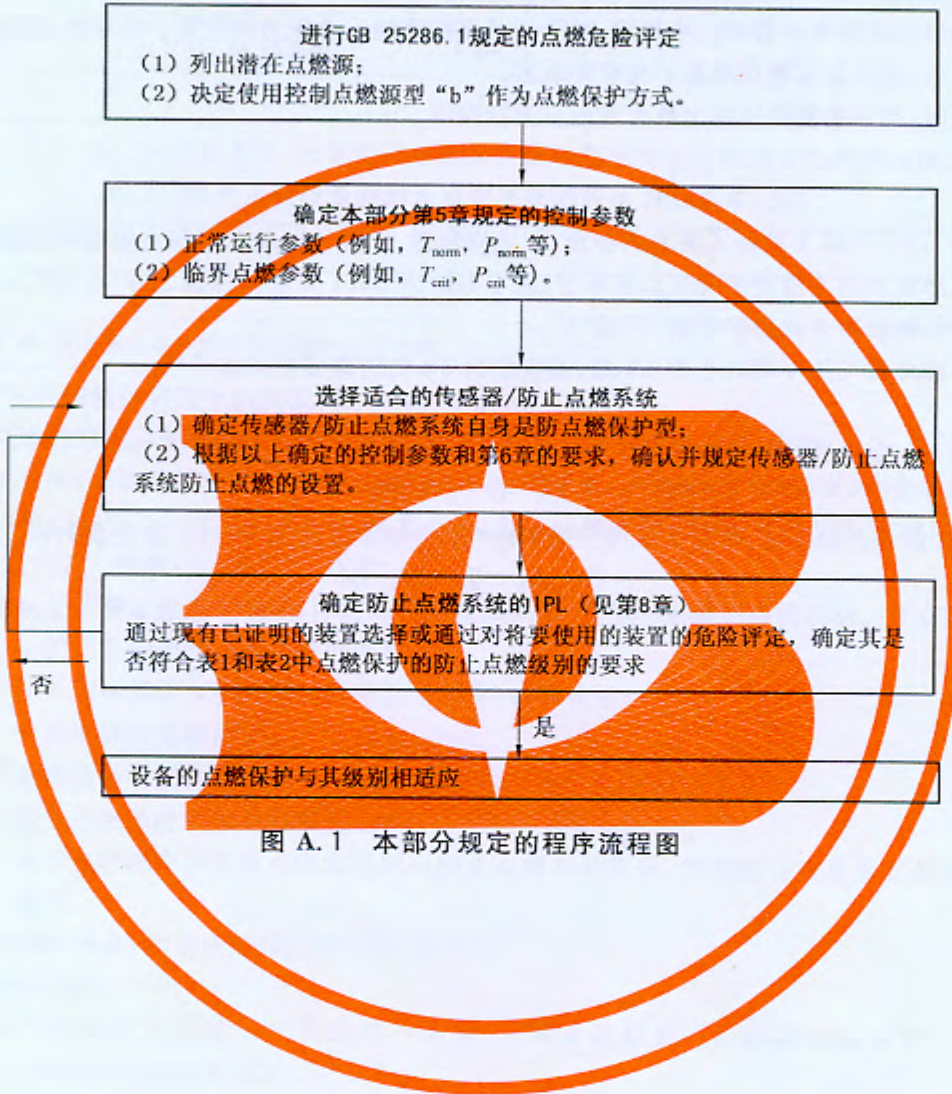 进行GB 25286.1规定的点燃危险评定
（1）列出潜在点燃源；
（2）决定使用控制点燃源型“b”作为点燃保护方式。
确定本部分第5章规定的控制参数
（1）正常运行参数（例如，Tnorm，Pnorm等）；
（2）临界点燃参数（例如，Tcrit，Pcrit等）。
选择适合的传感器/防止点燃系统
（1）确定传感器/防止点燃系统自身是防点燃保护型；
（2）根据以上确定的控制参数和第6章的要求，确认并规定传感器/防止点燃
系统防止点燃的设置。
确定防止点燃系统的IPL（见第8章）
通过现有已证明的装置选择或通过对将要使用的装置的危险评定，确定其是
否符合表1和表2中点燃保护的防止点燃级别的要求
否
是
设备的点燃保护与其级别相适应
图 A.1 本部分规定的程序流程图